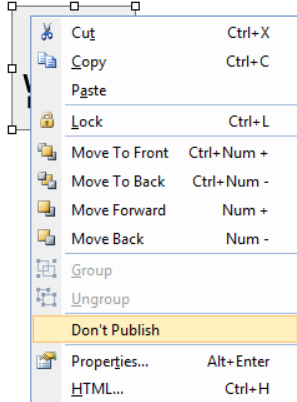 Cut Ctrl+X
Copy Ctrl+C
Paste
Lock Ctrl+L
Move To Front Ctrl+Num +
Move To Back Ctrl+Num -
Move Forward Num +
Move Back Num -
Group
Ungroup
Don't Publish
Properties... Alt+Enter
HTML... Ctrl+H